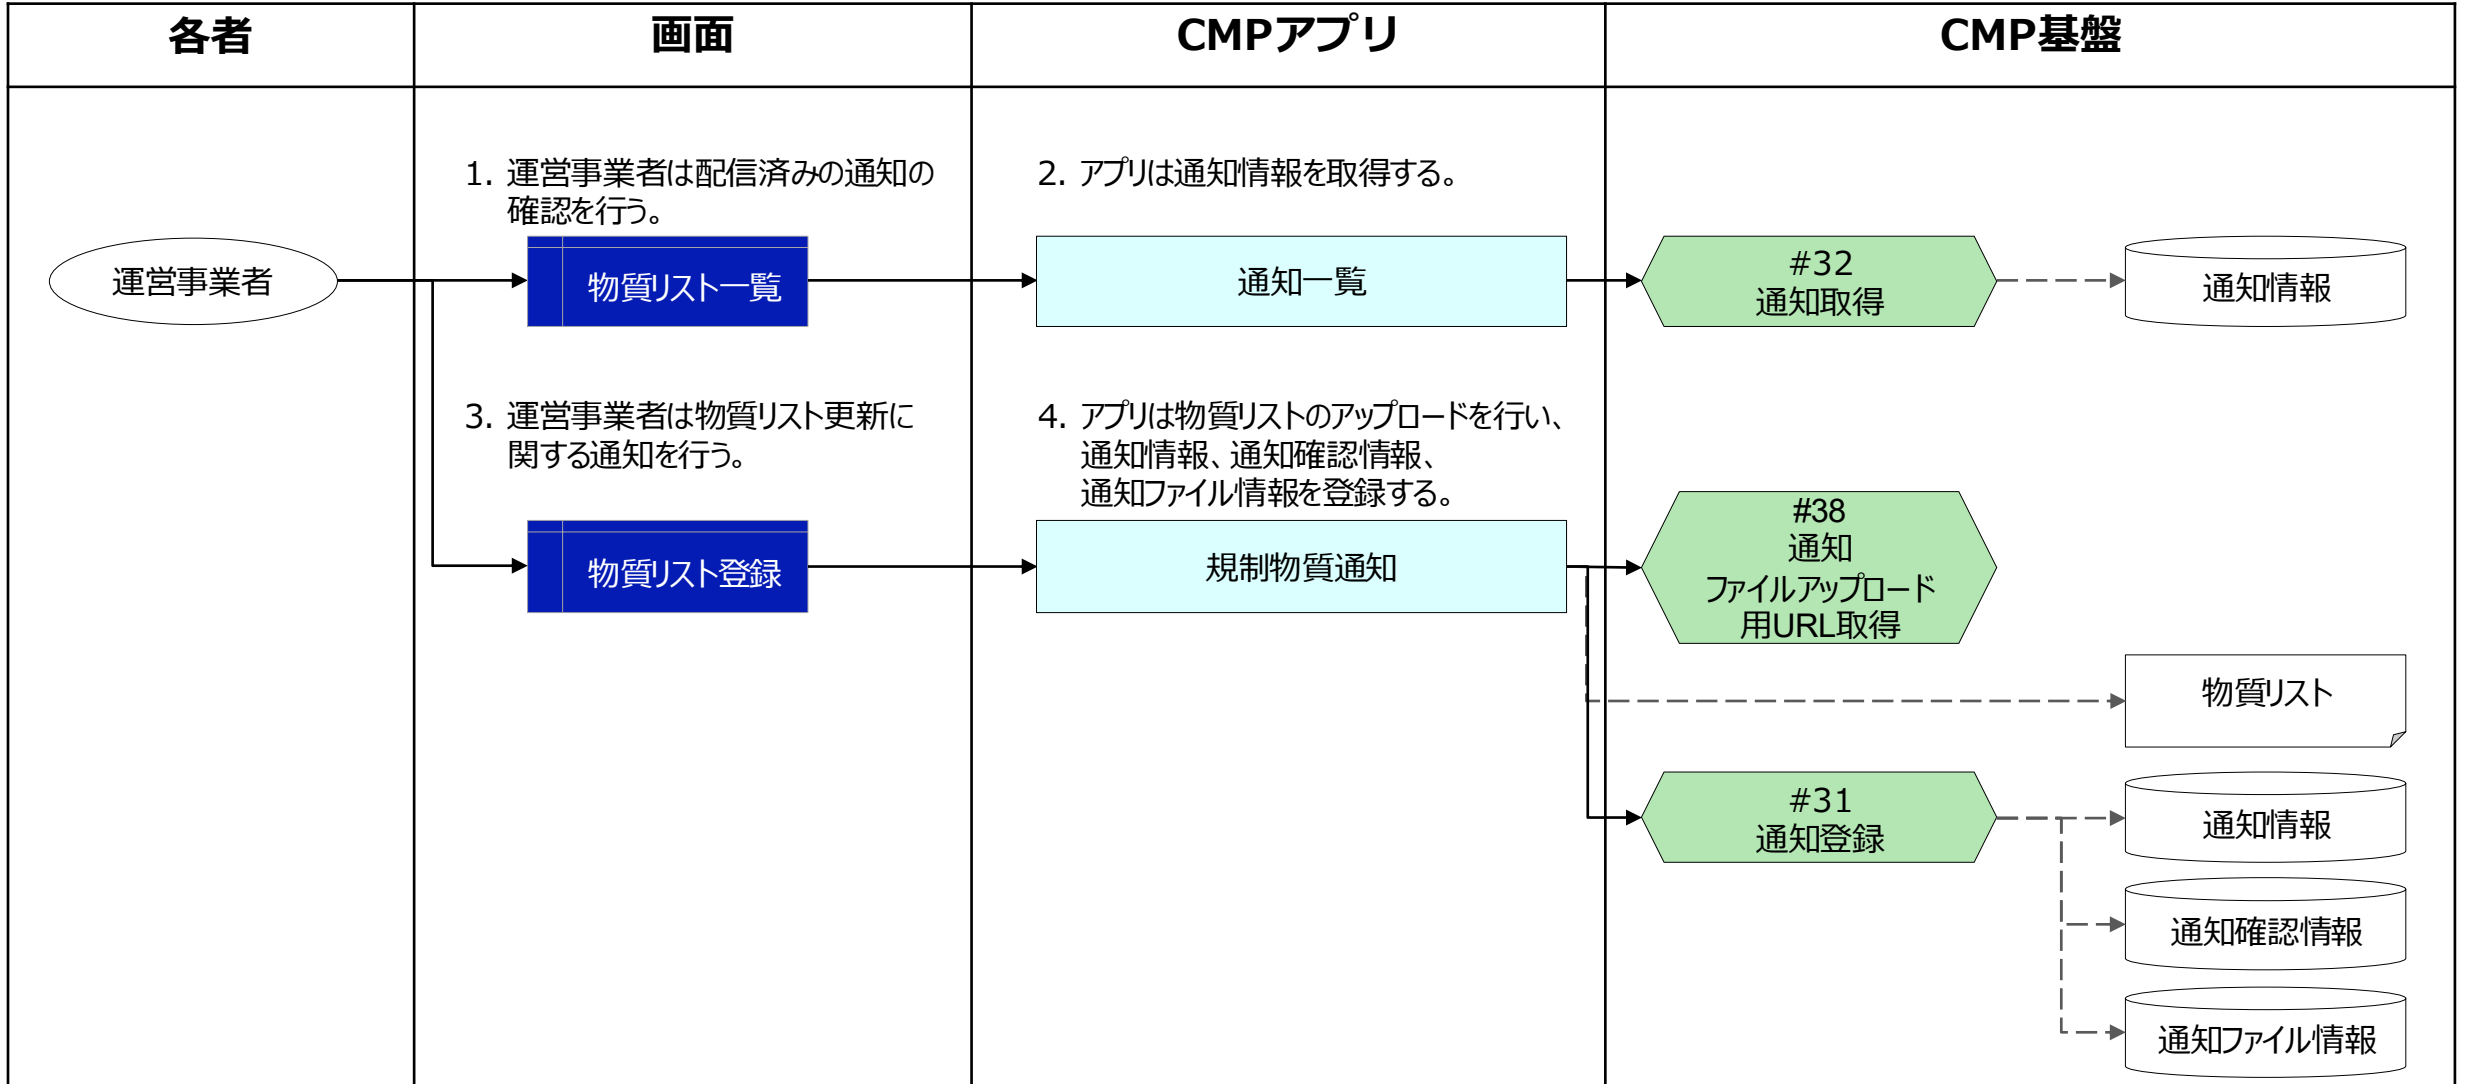 各者
画面
CMPアプリ
CMP基盤
1. 運営事業者は配信済みの通知の
確認を行う。
2. アプリは通知情報を取得する。
運営事業者
物質リスト一覧
通知一覧
#32
通知取得
通知情報
3. 運営事業者は物質リスト更新に
関する通知を行う。
4. アプリは物質リストのアップロードを行い、
通知情報、通知確認情報、
通知ファイル情報を登録する。
物質リスト登録
規制物質通知
#38
通知
ファイルアップロード
用URL取得
物質リスト
#31
通知登録
通知情報
通知確認情報
通知ファイル情報